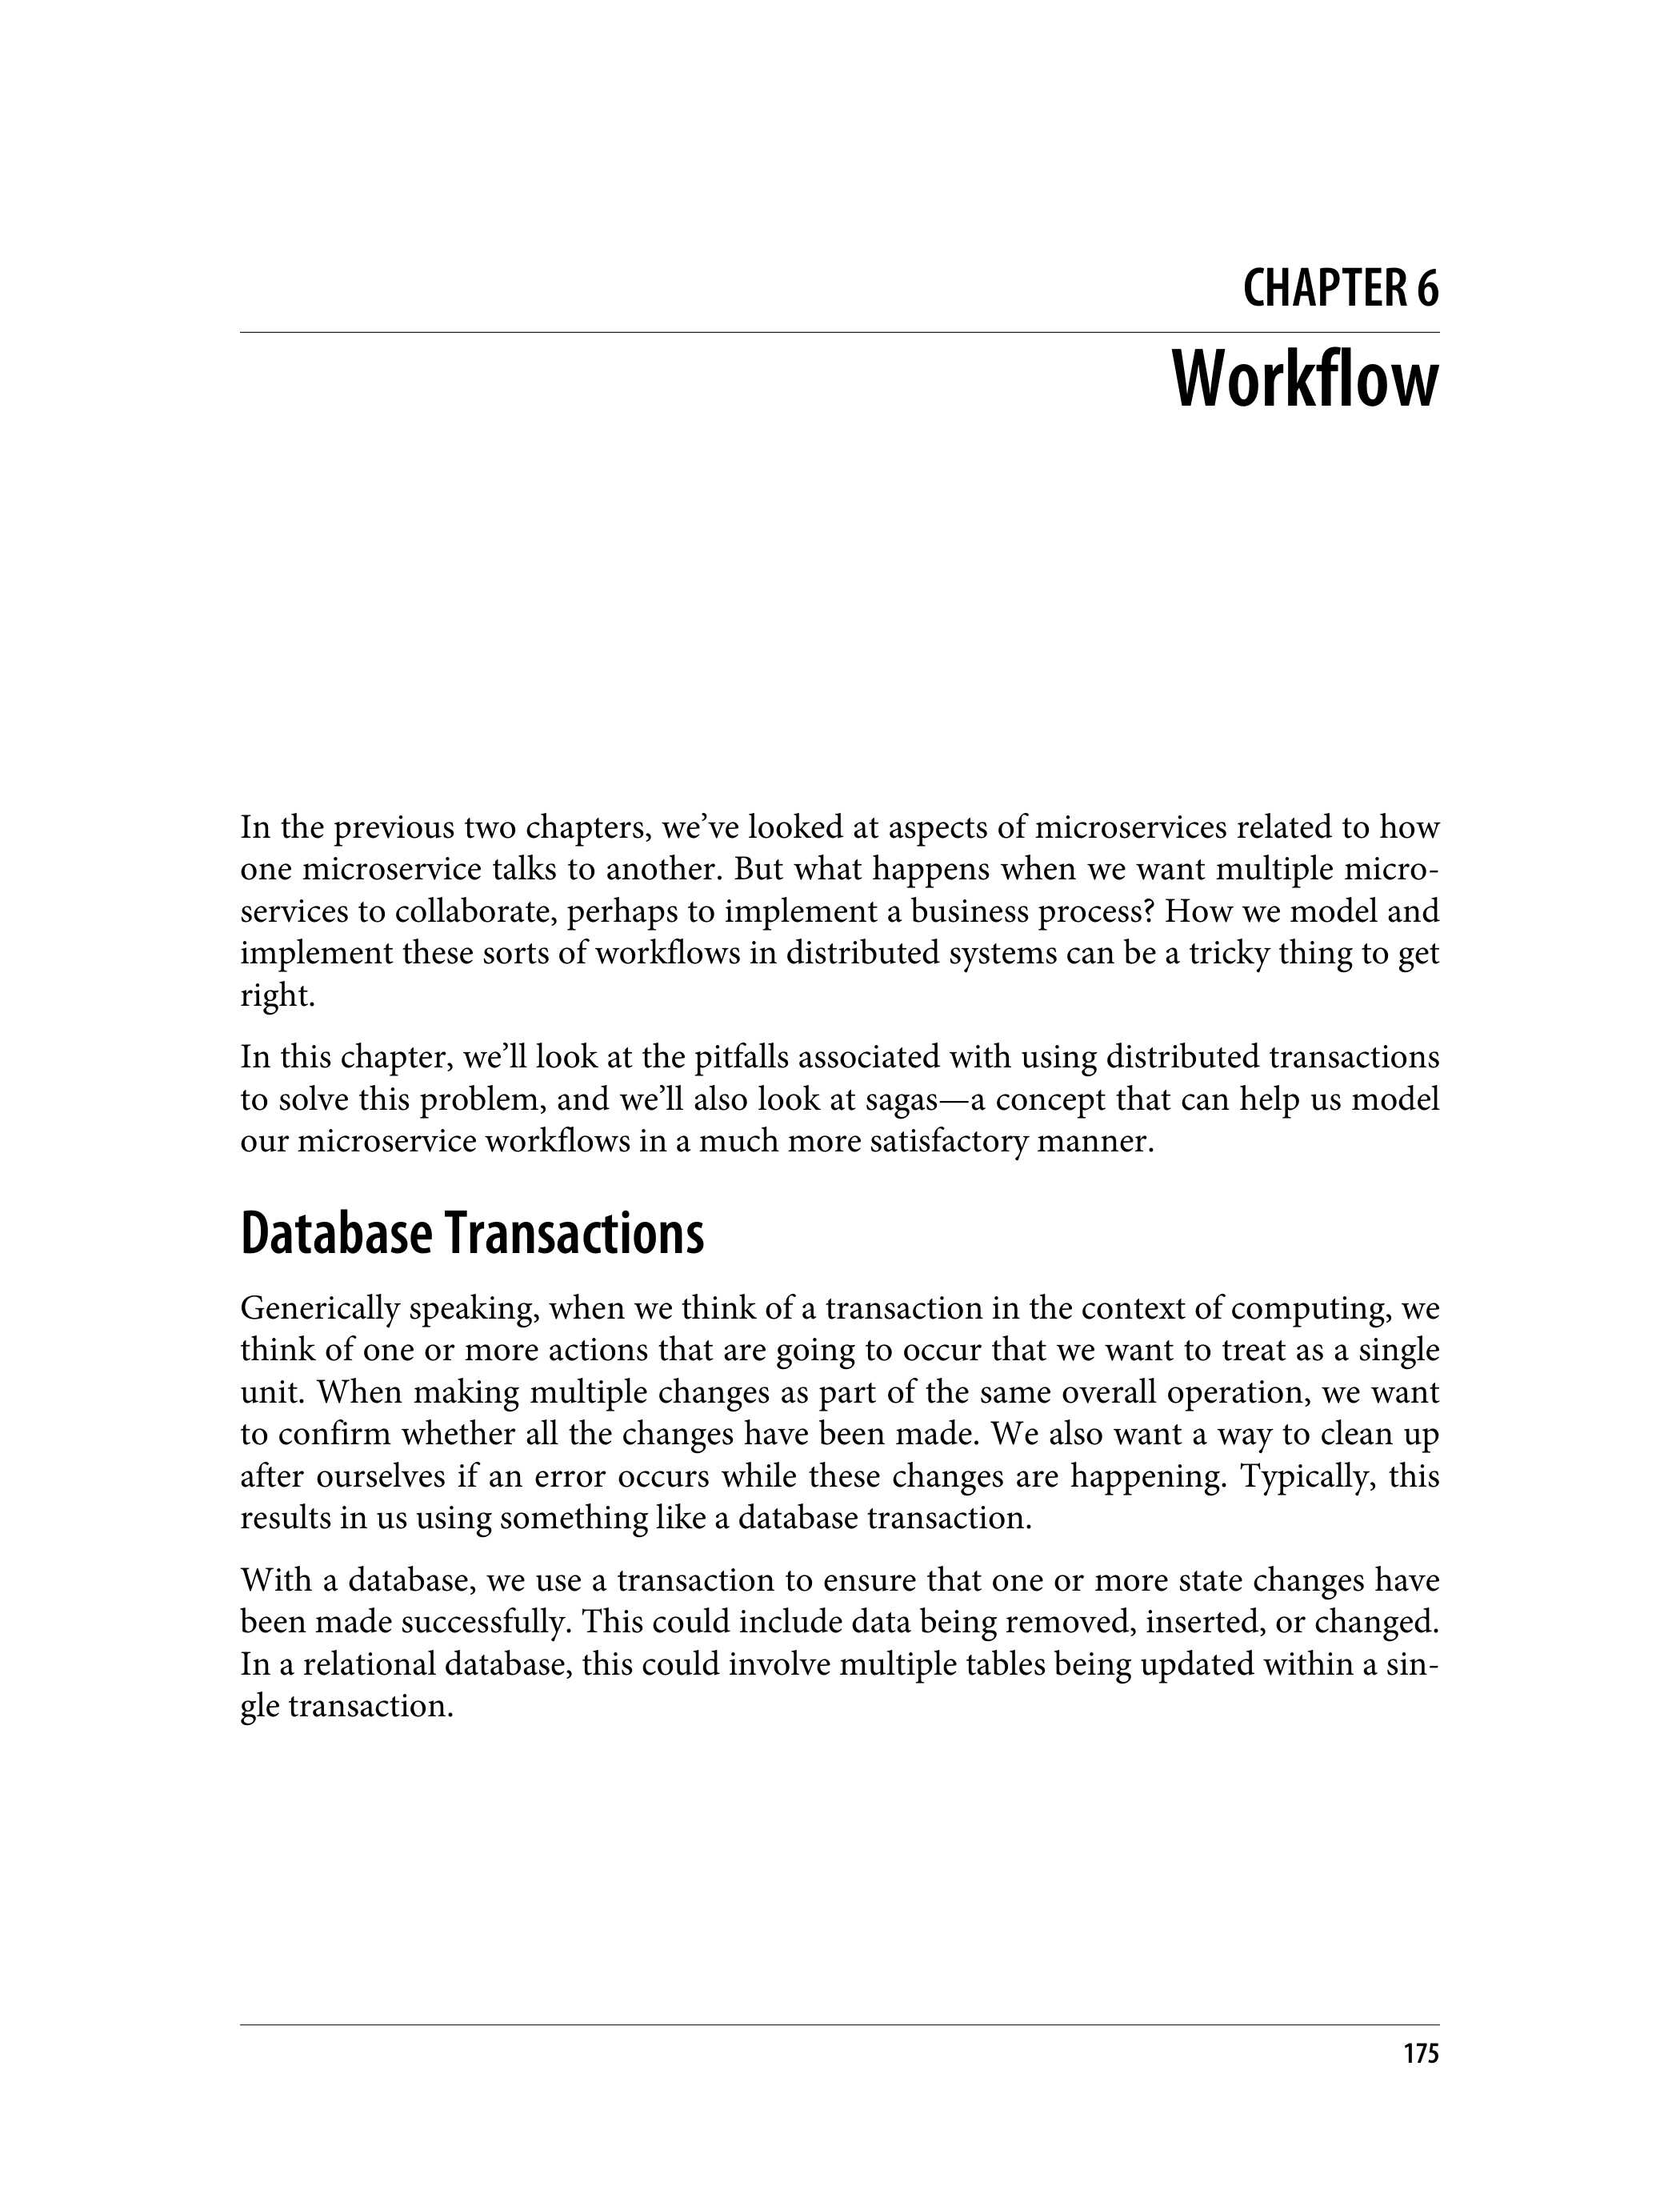 CHAPTER 6
Workflow
In the previous two chapters, we’ve looked at aspects of microservices related to how
one microservice talks to another. But what happens when we want multiple micro-
services to collaborate, perhaps to implement a business process? How we model and
implement these sorts of workflows in distributed systems can be a tricky thing to get
right.
In this chapter, we’ll look at the pitfalls associated with using distributed transactions
to solve this problem, and we’ll also look at sagas—a concept that can help us model
our microservice workflows in a much more satisfactory manner.
Database Transactions
Generically speaking, when we think of a transaction in the context of computing, we
think of one or more actions that are going to occur that we want to treat as a single
unit. When making multiple changes as part of the same overall operation, we want
to confirm whether all the changes have been made. We also want a way to clean up
after ourselves if an error occurs while these changes are happening. Typically, this
results in us using something like a database transaction.
With a database, we use a transaction to ensure that one or more state changes have
been made successfully. This could include data being removed, inserted, or changed.
In a relational database, this could involve multiple tables being updated within a sin-
gle transaction.
175